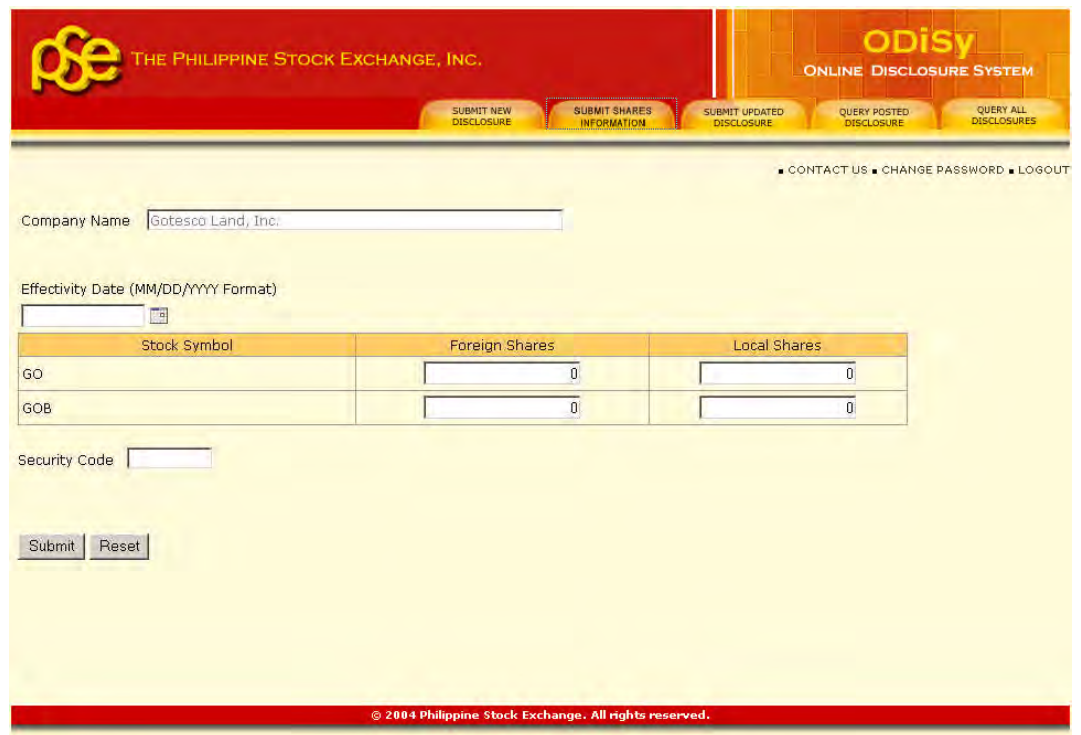 pse THE PHILIPPINE STOCK EXCHANGE, INC.
ODiSy
ONLINE DISCLOSURE SYSTEM
SUBMIT NEW DISCLOSURE
SUBMIT SHARES INFORMATION
SUBMIT UPDATED DISCLOSURE
QUERY POSTED DISCLOSURE
QUERY ALL DISCLOSURES
CONTACT US CHANGE PASSWORD LOGOUT
Company Name Gotesco Land, Inc.
Effectivity Date (MM/DD/YYYY Format)
Stock Symbol Foreign Shares Local Shares
GO 0 0
GOB 0 0
Security Code
Submit Reset
© 2004 Philippine Stock Exchange. All rights reserved.